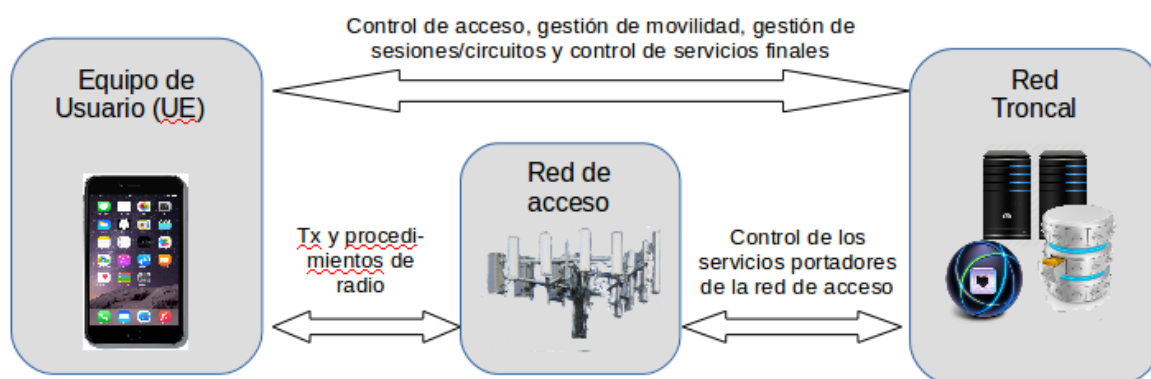 Control de acceso, gestión de movilidad, gestión de
sesiones/circuitos y control de servicios finales
Equipo de
Usuario (UE)
Red
Troncal
Red de
acceso
Tx y procedi-
mientos de
radio
Control de los
servicios portadores
de la red de acceso